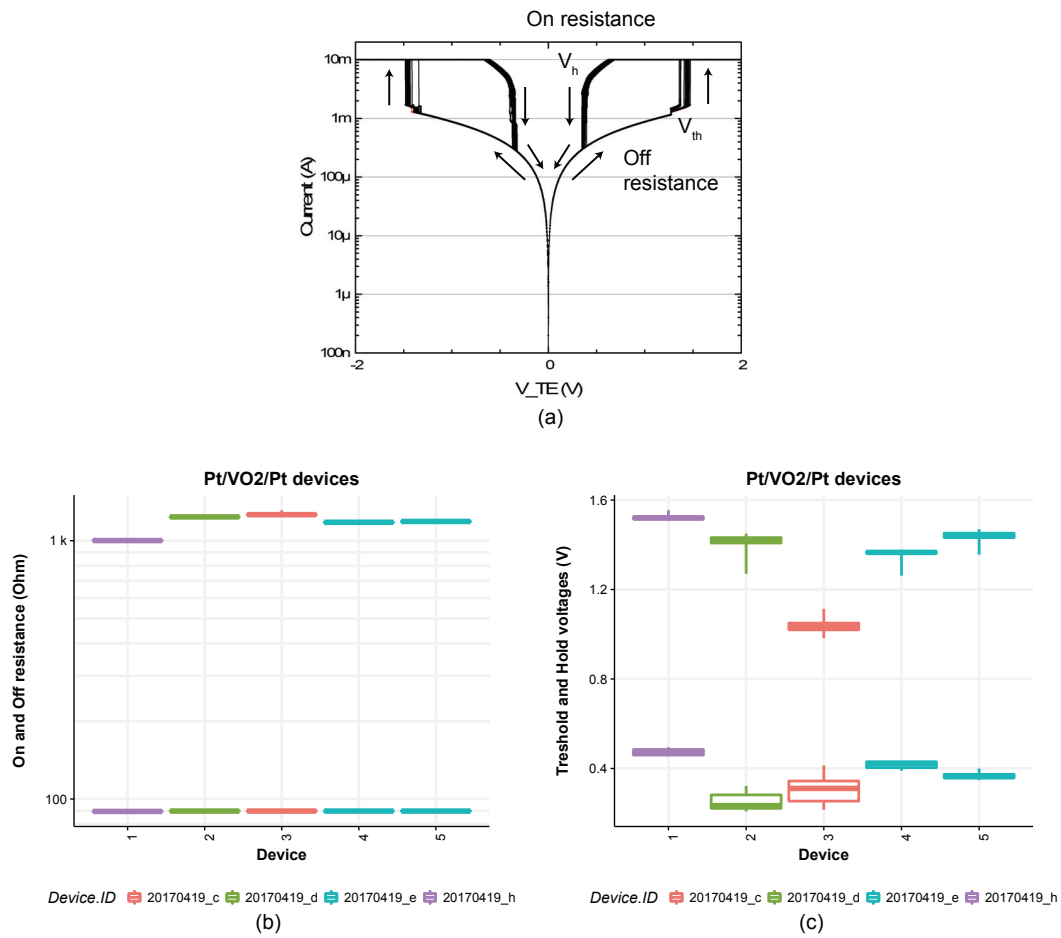 On resistance
10m
1m
100µ
10µ
1µ
100n
Current (A)
V_h
V_th
Off
resistance
-2
0
2
V_TE (V)
(a)
Pt/VO2/Pt devices
1 k
100
On and Off resistance (Ohm)
1
2
3
4
5
Device
Device.ID 20170419_c 20170419_d 20170419_e 20170419_h
(b)
Pt/VO2/Pt devices
1.6
1.2
0.8
0.4
Treshold and Hold voltages (V)
1
2
3
4
5
Device
Device.ID 20170419_c 20170419_d 20170419_e 20170419_h
(c)